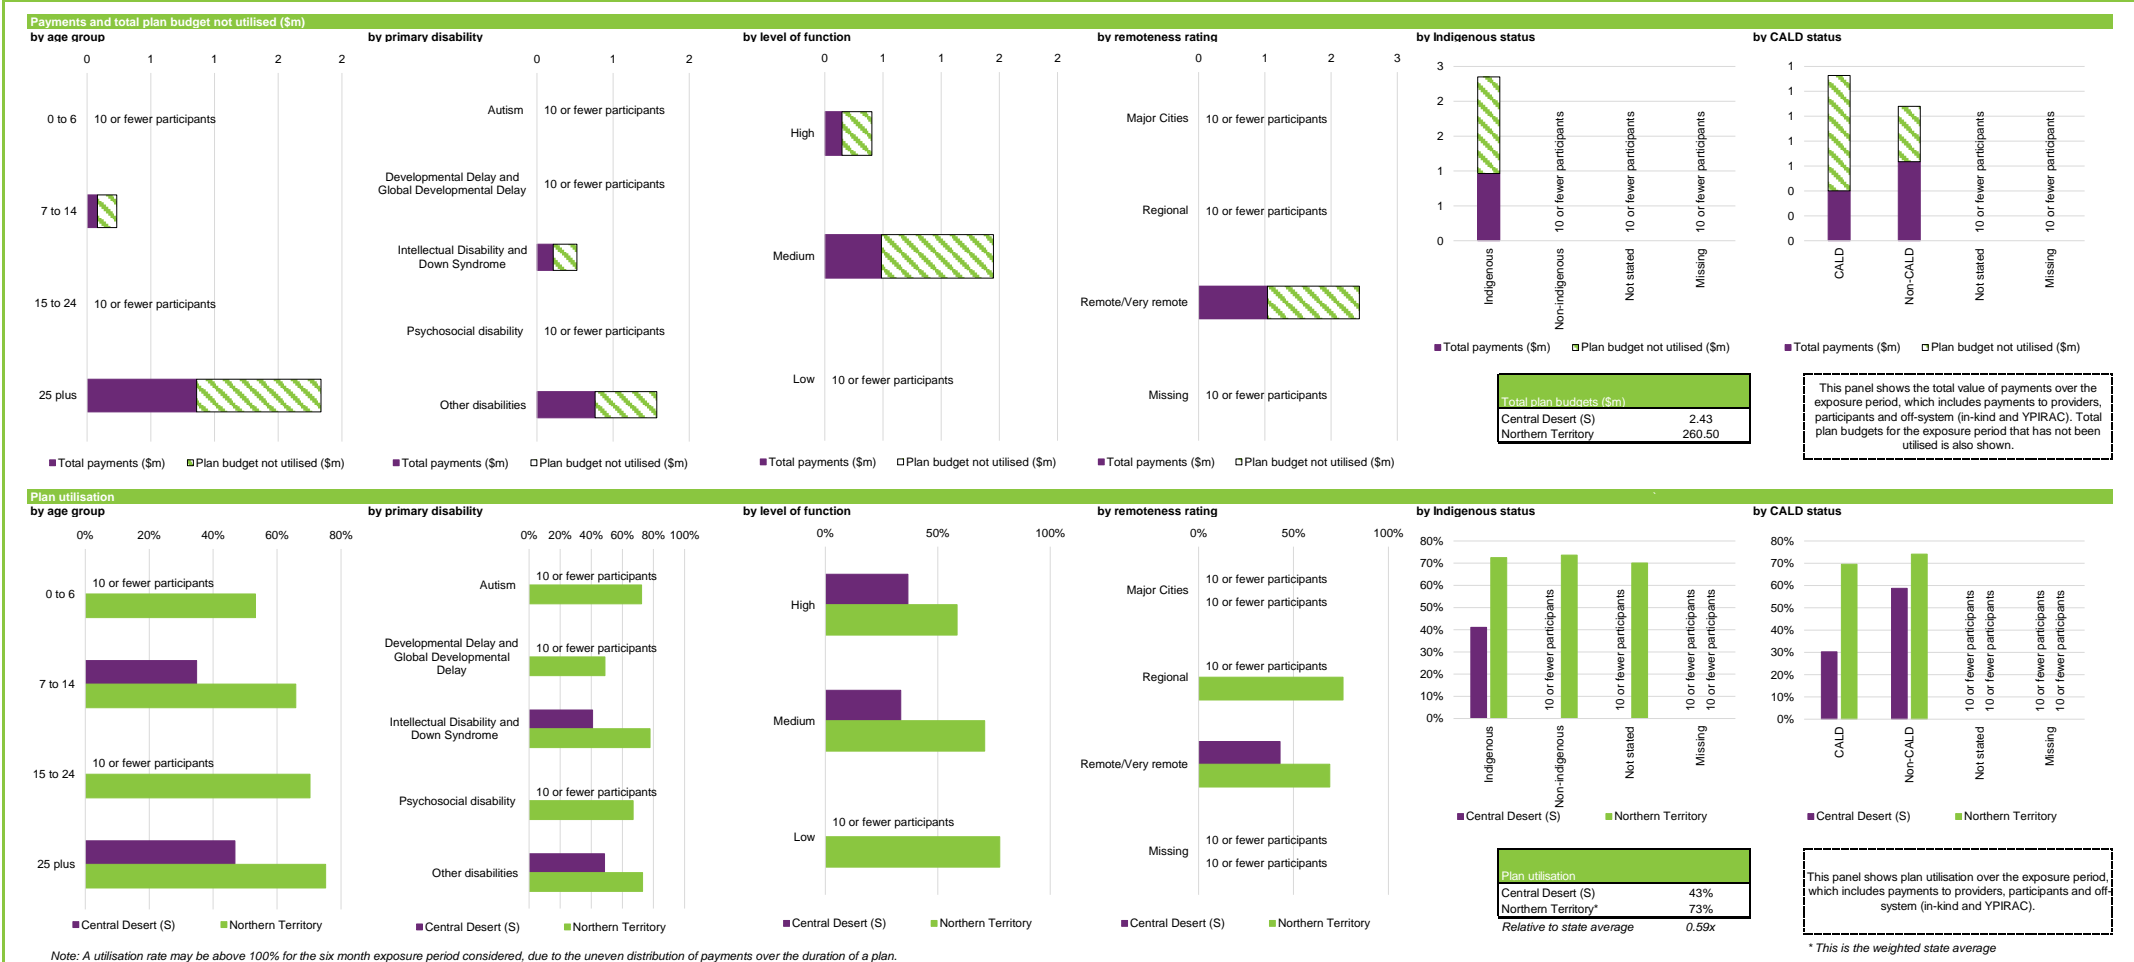 Payments and total plan budget not utilised ($m)
by age group
0 1 1 2 2
0 to 6
10 or fewer participants
7 to 14
15 to 24
10 or fewer participants
25 plus
Total payments ($m) Plan budget not utilised ($m)
by primary disability
0 1 2
Autism
10 or fewer participants
Developmental Delay and
Global Developmental Delay
10 or fewer participants
Intellectual Disability and
Down Syndrome
Psychosocial disability
10 or fewer participants
Other disabilities
Total payments ($m) Plan budget not utilised ($m)
by level of function
0 1 1 2 2
High
Medium
Low
10 or fewer participants
Total payments ($m) Plan budget not utilised ($m)
by remoteness rating
0 1 2 3
Major Cities
10 or fewer participants
Regional
10 or fewer participants
Remote/Very remote
Missing
10 or fewer participants
Total payments ($m) Plan budget not utilised ($m)
by Indigenous status
3
2
2
1
1
0
10 or fewer participants
10 or fewer participants
10 or fewer participants
Indigenous
Non-indigenous
Not stated
Missing
Total payments ($m) Plan budget not utilised ($m)
Total plan budgets ($m)
Central Desert (S) 2.43
Northern Territory 260.50
by CALD status
1
1
1
1
1
0
0
0
10 or fewer participants
10 or fewer participants
CALD
Non-CALD
Not stated
Missing
Total payments ($m) Plan budget not utilised ($m)
This panel shows the total value of payments over the
exposure period, which includes payments to providers,
participants and off-system (in-kind and YPIRAC). Total
plan budgets for the exposure period that has not been
utilised is also shown.
Plan utilisation
by age group
0% 20% 40% 60% 80%
0 to 6
10 or fewer participants
7 to 14
15 to 24
10 or fewer participants
25 plus
Central Desert (S) Northern Territory
by primary disability
0% 20% 40% 60% 80% 100%
Autism
10 or fewer participants
Developmental Delay and
Global Developmental
Delay
10 or fewer participants
Intellectual Disability and
Down Syndrome
Psychosocial disability
10 or fewer participants
Other disabilities
Central Desert (S) Northern Territory
by level of function
0% 50% 100%
High
Medium
Low
10 or fewer participants
Central Desert (S) Northern Territory
by remoteness rating
0% 50% 100%
Major Cities
10 or fewer participants
10 or fewer participants
Regional
10 or fewer participants
Remote/Very remote
Missing
10 or fewer participants
10 or fewer participants
Central Desert (S) Northern Territory
by Indigenous status
80%
70%
60%
50%
40%
30%
20%
10%
0%
10 or fewer participants
10 or fewer participants
10 or fewer participants
10 or fewer participants
Indigenous
Non-indigenous
Not stated
Missing
Central Desert (S) Northern Territory
Plan utilisation
Central Desert (S) 43%
Northern Territory* 73%
Relative to state average 0.59x
by CALD status
80%
70%
60%
50%
40%
30%
20%
10%
0%
10 or fewer participants
10 or fewer participants
10 or fewer participants
10 or fewer participants
CALD
Non-CALD
Not stated
Missing
Central Desert (S) Northern Territory
This panel shows plan utilisation over the exposure period,
which includes payments to providers, participants and off-
system (in-kind and YPIRAC).
* This is the weighted state average
Note: A utilisation rate may be above 100% for the six month exposure period considered, due to the uneven distribution of payments over the duration of a plan.